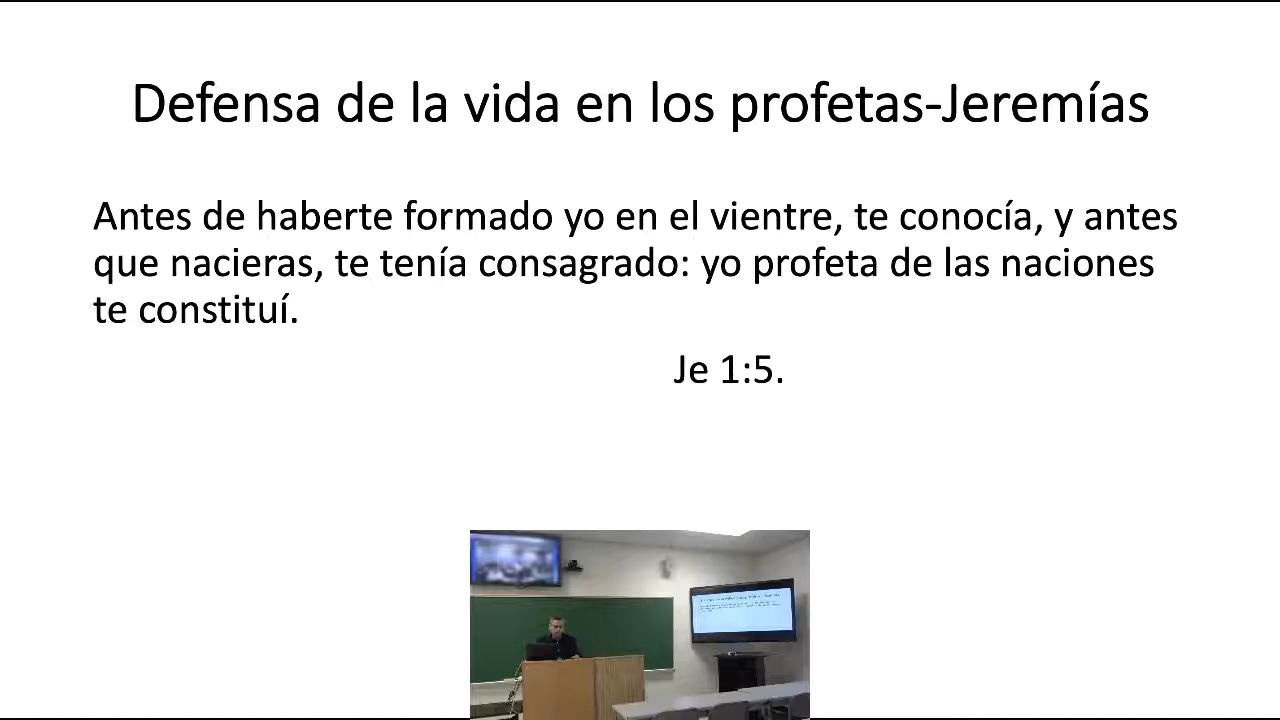 Defensa de la vida en los profetas-Jeremías
Antes de haberte formado yo en el vientre, te conocía, y antes
que nacieras, te tenía consagrado: yo profeta de las naciones
te constituí.
Je 1:5.